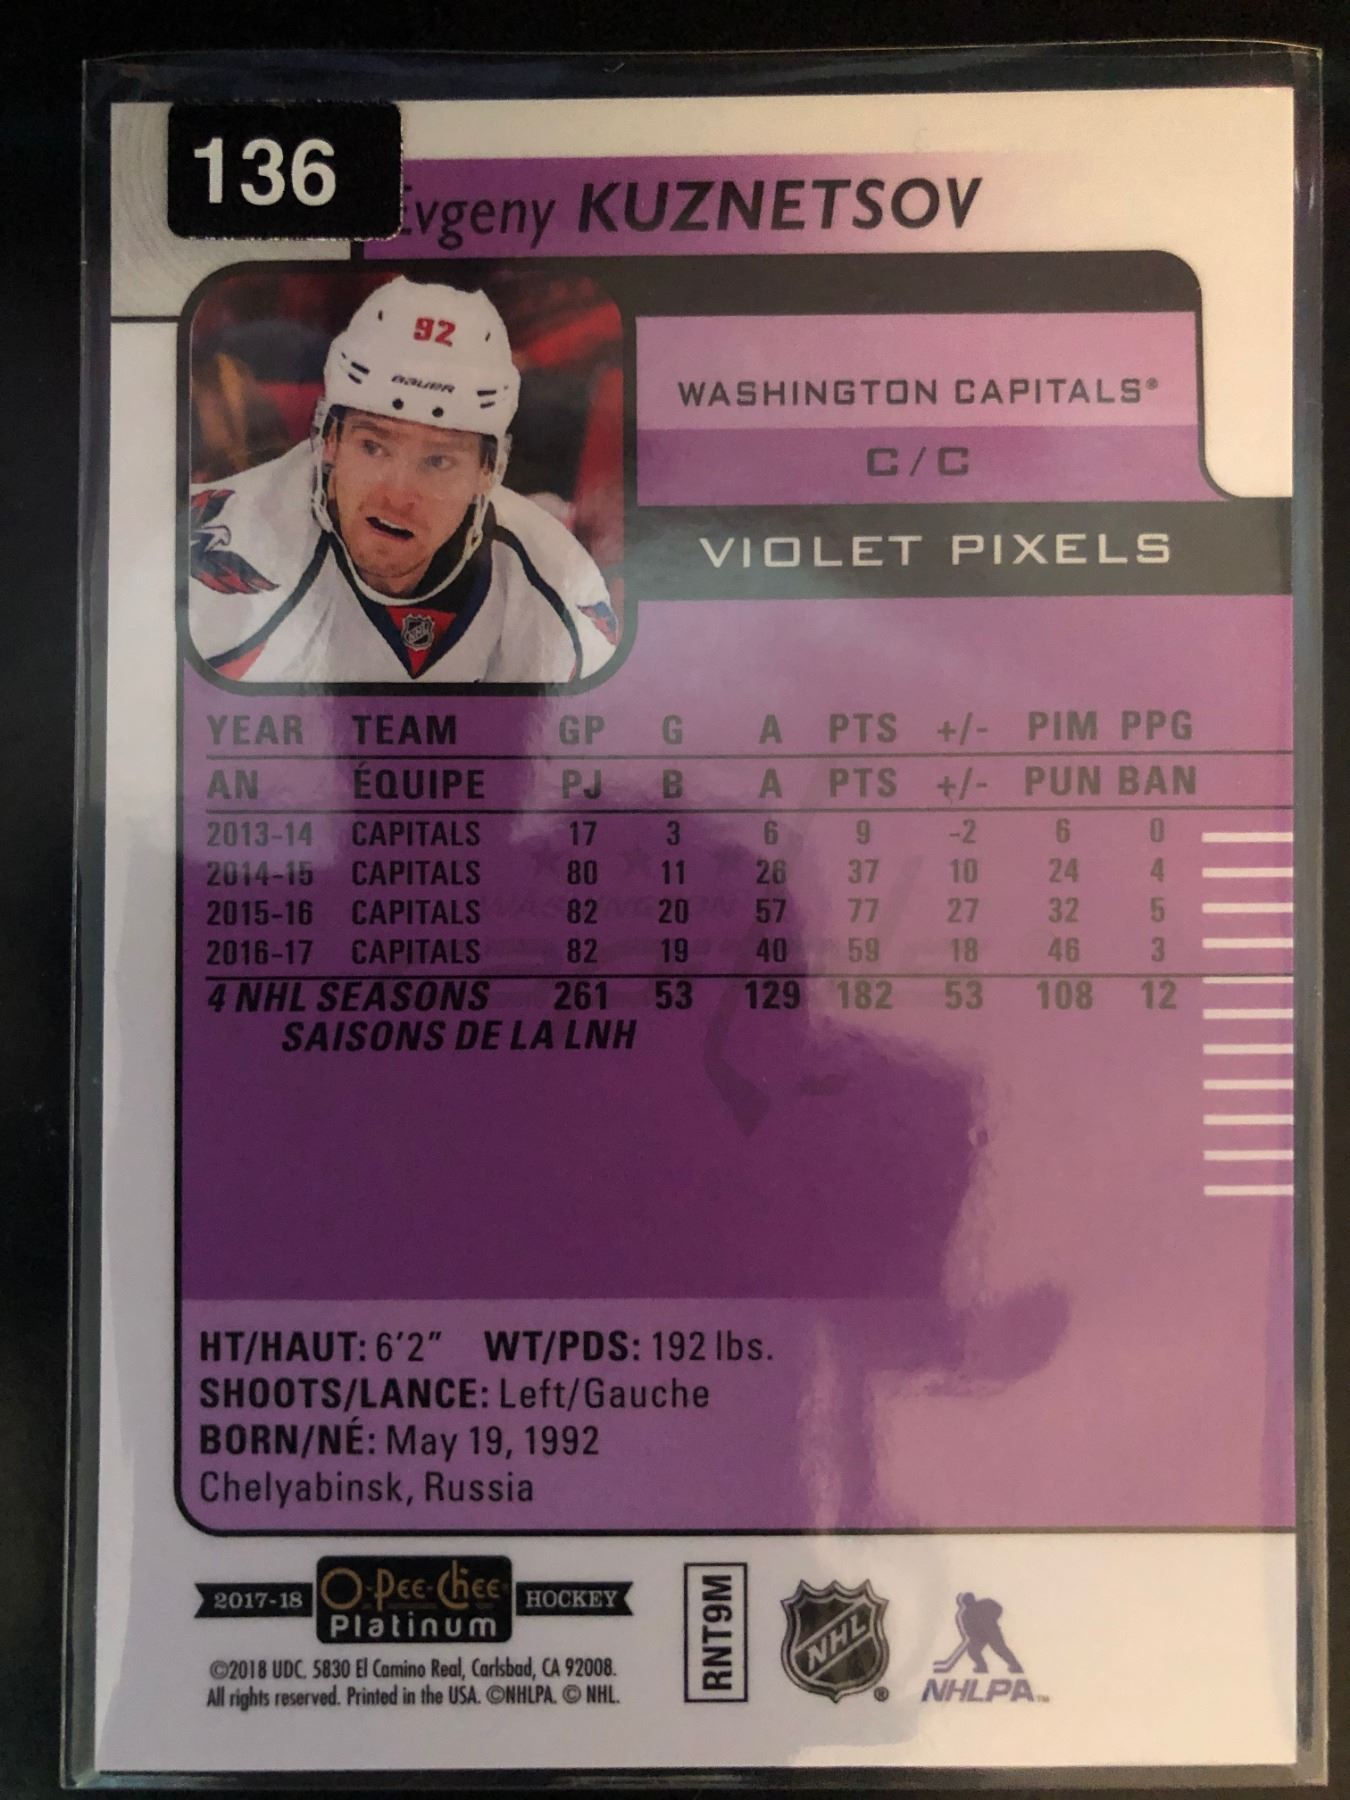 136
Evgeny KUZNETSOV
92
BAUER
WASHINGTON CAPITALS®
C/C
VIOLET PIXELS
YEAR TEAM GP G A PTS +/- PIM PPG
AN ÉQUIPE PJ B A PTS +/- PUN BAN
2013-14 CAPITALS 17 3 6 9 -2 6 0
2014-15 CAPITALS 80 11 26 37 10 24 4
2015-16 CAPITALS 82 20 57 77 27 32 5
2016-17 CAPITALS 82 19 40 59 18 46 3
4 NHL SEASONS 261 53 129 182 53 108 12
SAISONS DE LA LNH
WASHINGTON
HT/HAUT: 6'2" WT/PDS: 192 lbs.
SHOOTS/LANCE: Left/Gauche
BORN/NÉ: May 19, 1992
Chelyabinsk, Russia
2017-18 O-Pee-Chee Platinum HOCKEY
©2018 UDC. 5830 El Camino Real, Carlsbad, CA 92008.
All rights reserved. Printed in the USA. ©NHLPA. © NHL.
RNT9M
NHL ®
NHLPA™